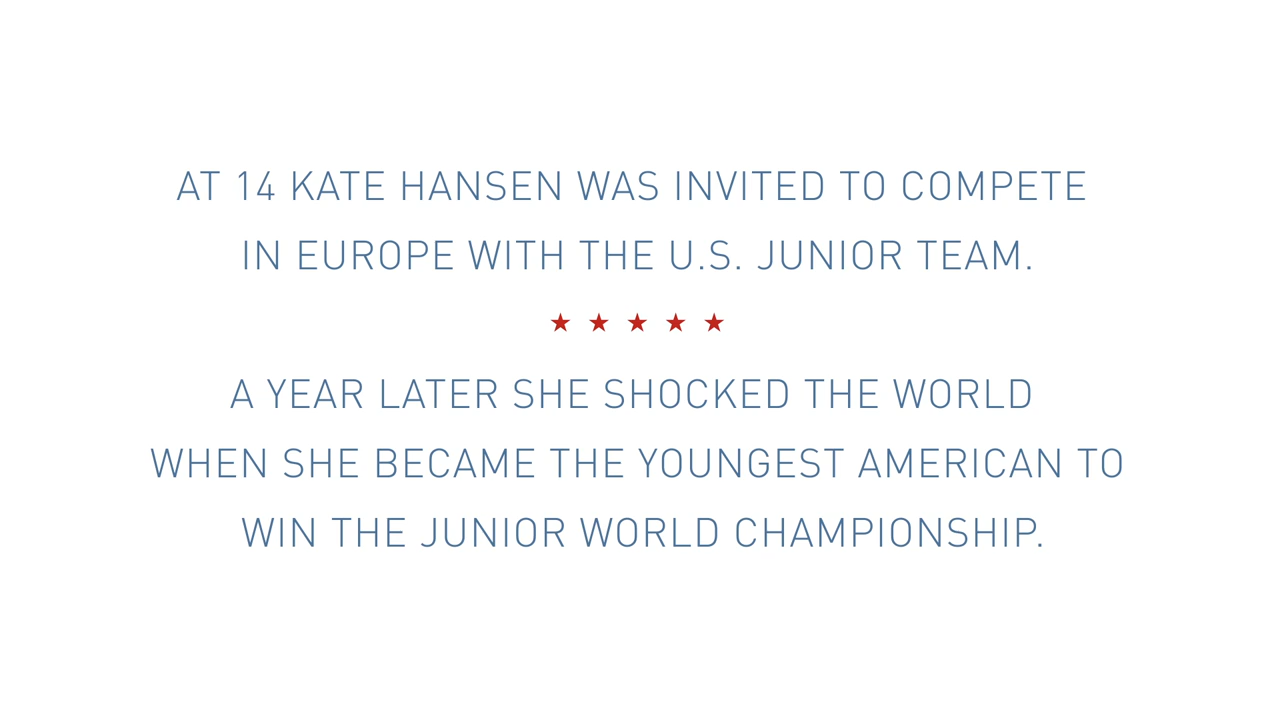 AT 14 KATE HANSEN WAS INVITED TO COMPETE
IN EUROPE WITH THE U.S. JUNIOR TEAM.
A YEAR LATER SHE SHOCKED THE WORLD
WHEN SHE BECAME THE YOUNGEST AMERICAN TO
WIN THE JUNIOR WORLD CHAMPIONSHIP.